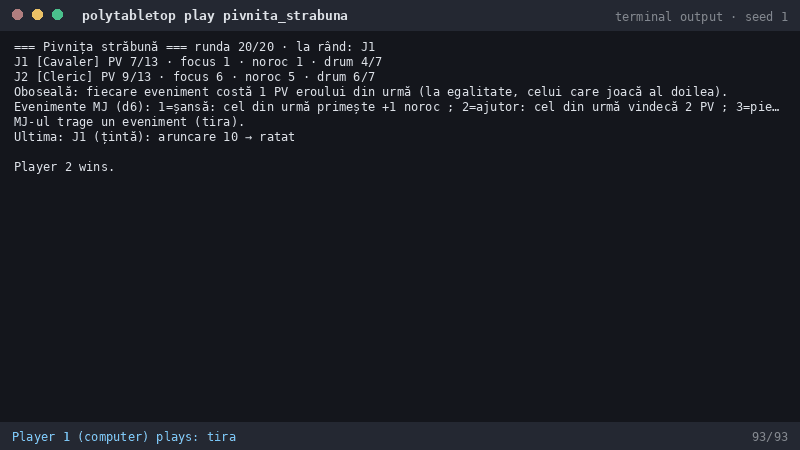 polytabletop play pivnita_strabuna
terminal output · seed 1
=== Pivnița străbună === runda 20/20 · la rând: J1
J1 [Cavaler] PV 7/13 · focus 1 · noroc 1 · drum 4/7
J2 [Cleric] PV 9/13 · focus 6 · noroc 5 · drum 6/7
Oboseală: fiecare eveniment costă 1 PV eroului din urmă (la egalitate, celui care joacă al doilea).
Evenimente MJ (d6): 1=șansă: cel din urmă primește +1 noroc ; 2=ajutor: cel din urmă vindecă 2 PV ; 3=pie…
MJ-ul trage un eveniment (tira).
Ultima: J1 (țintă): aruncare 10 → ratat
Player 2 wins.
Player 1 (computer) plays: tira
93/93